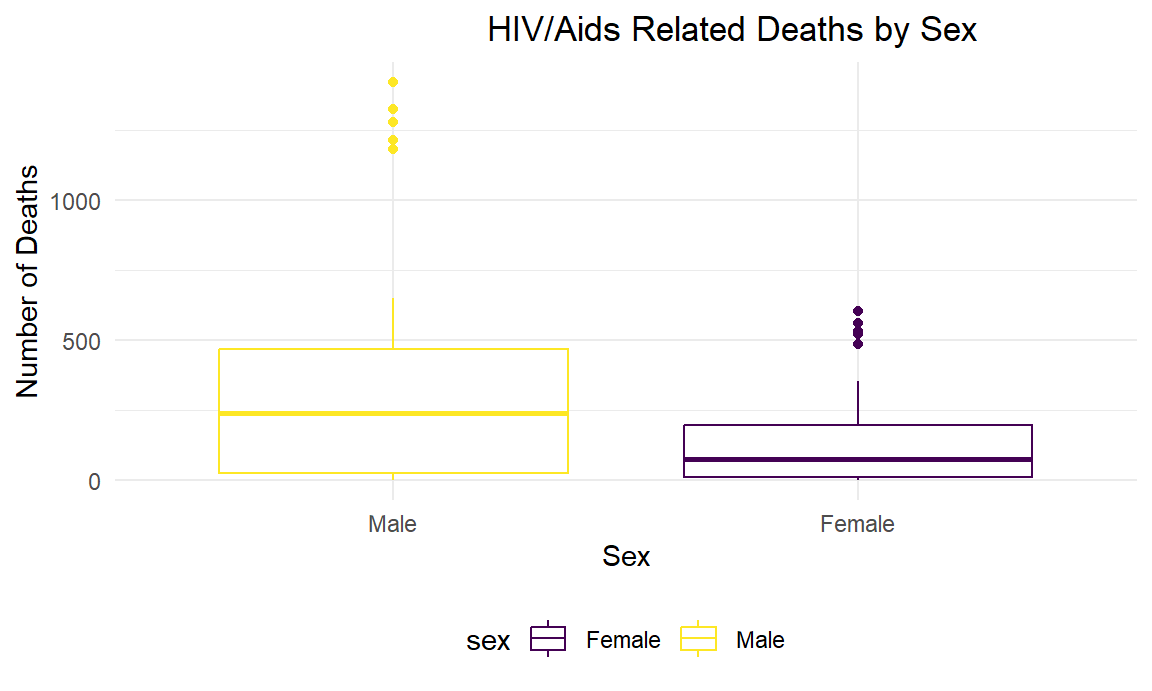 HIV/Aids Related Deaths by Sex
Number of Deaths
1000
500
0
Male Female
Sex
sex Female Male